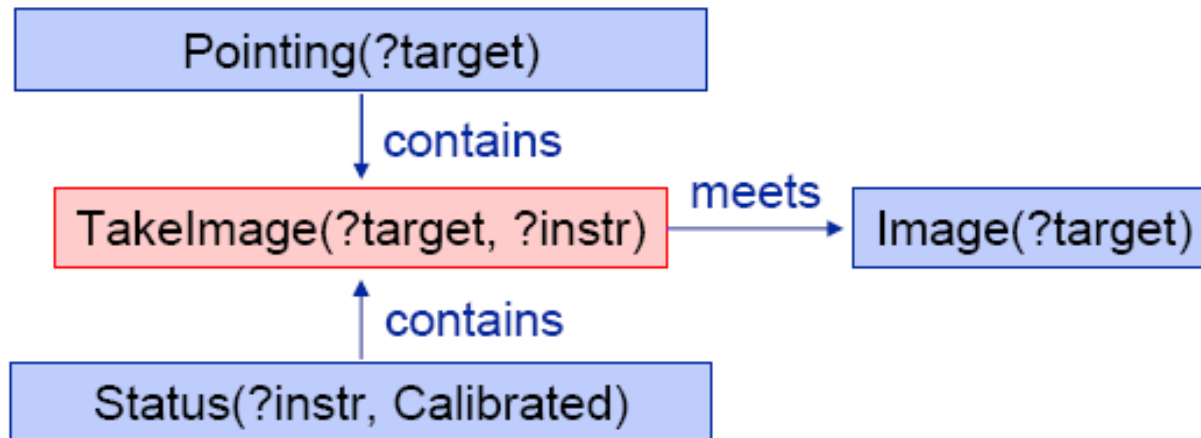 Pointing(?target)
contains
TakeImage(?target, ?instr)
meets
Image(?target)
contains
Status(?instr, Calibrated)